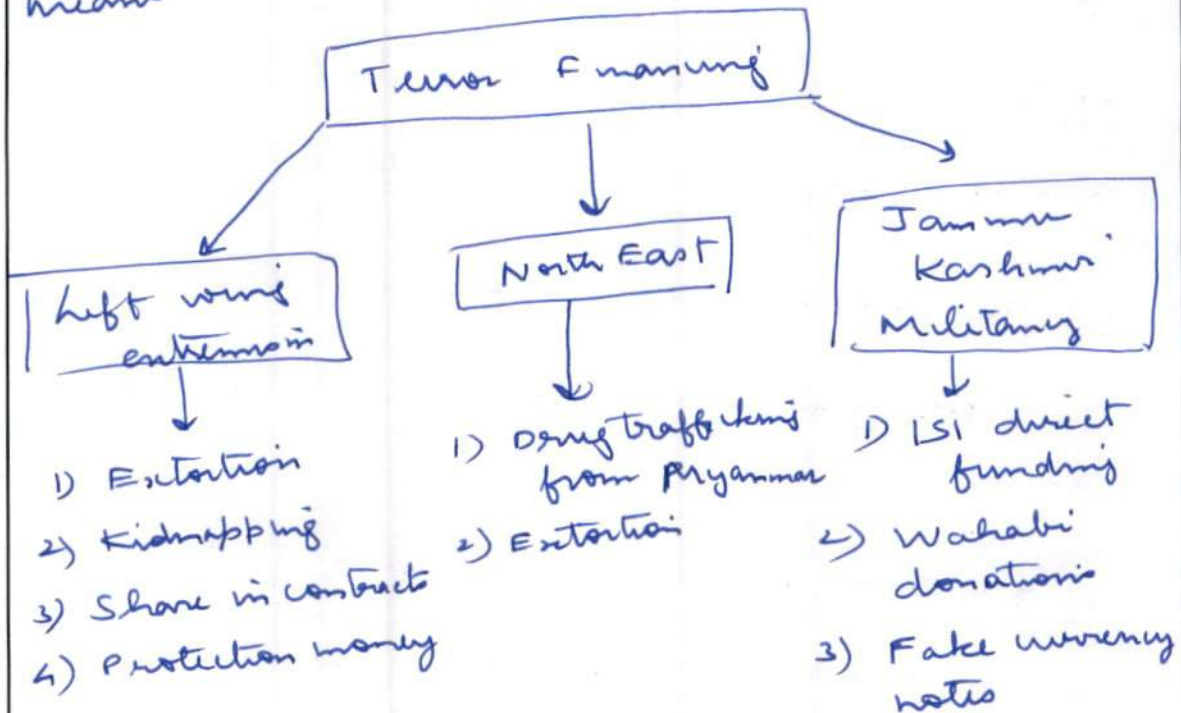 means
Terror Financing
Left wing
extremism
1) Extortion
2) Kidnapping
3) Share in contracts
4) Protection money
North East
1) Drug trafficking
from Myanmar
2) Extortion
Jammu
Kashmir
Militancy
1) ISI direct
funding
2) Wahabi
donations
3) Fake currency
notes